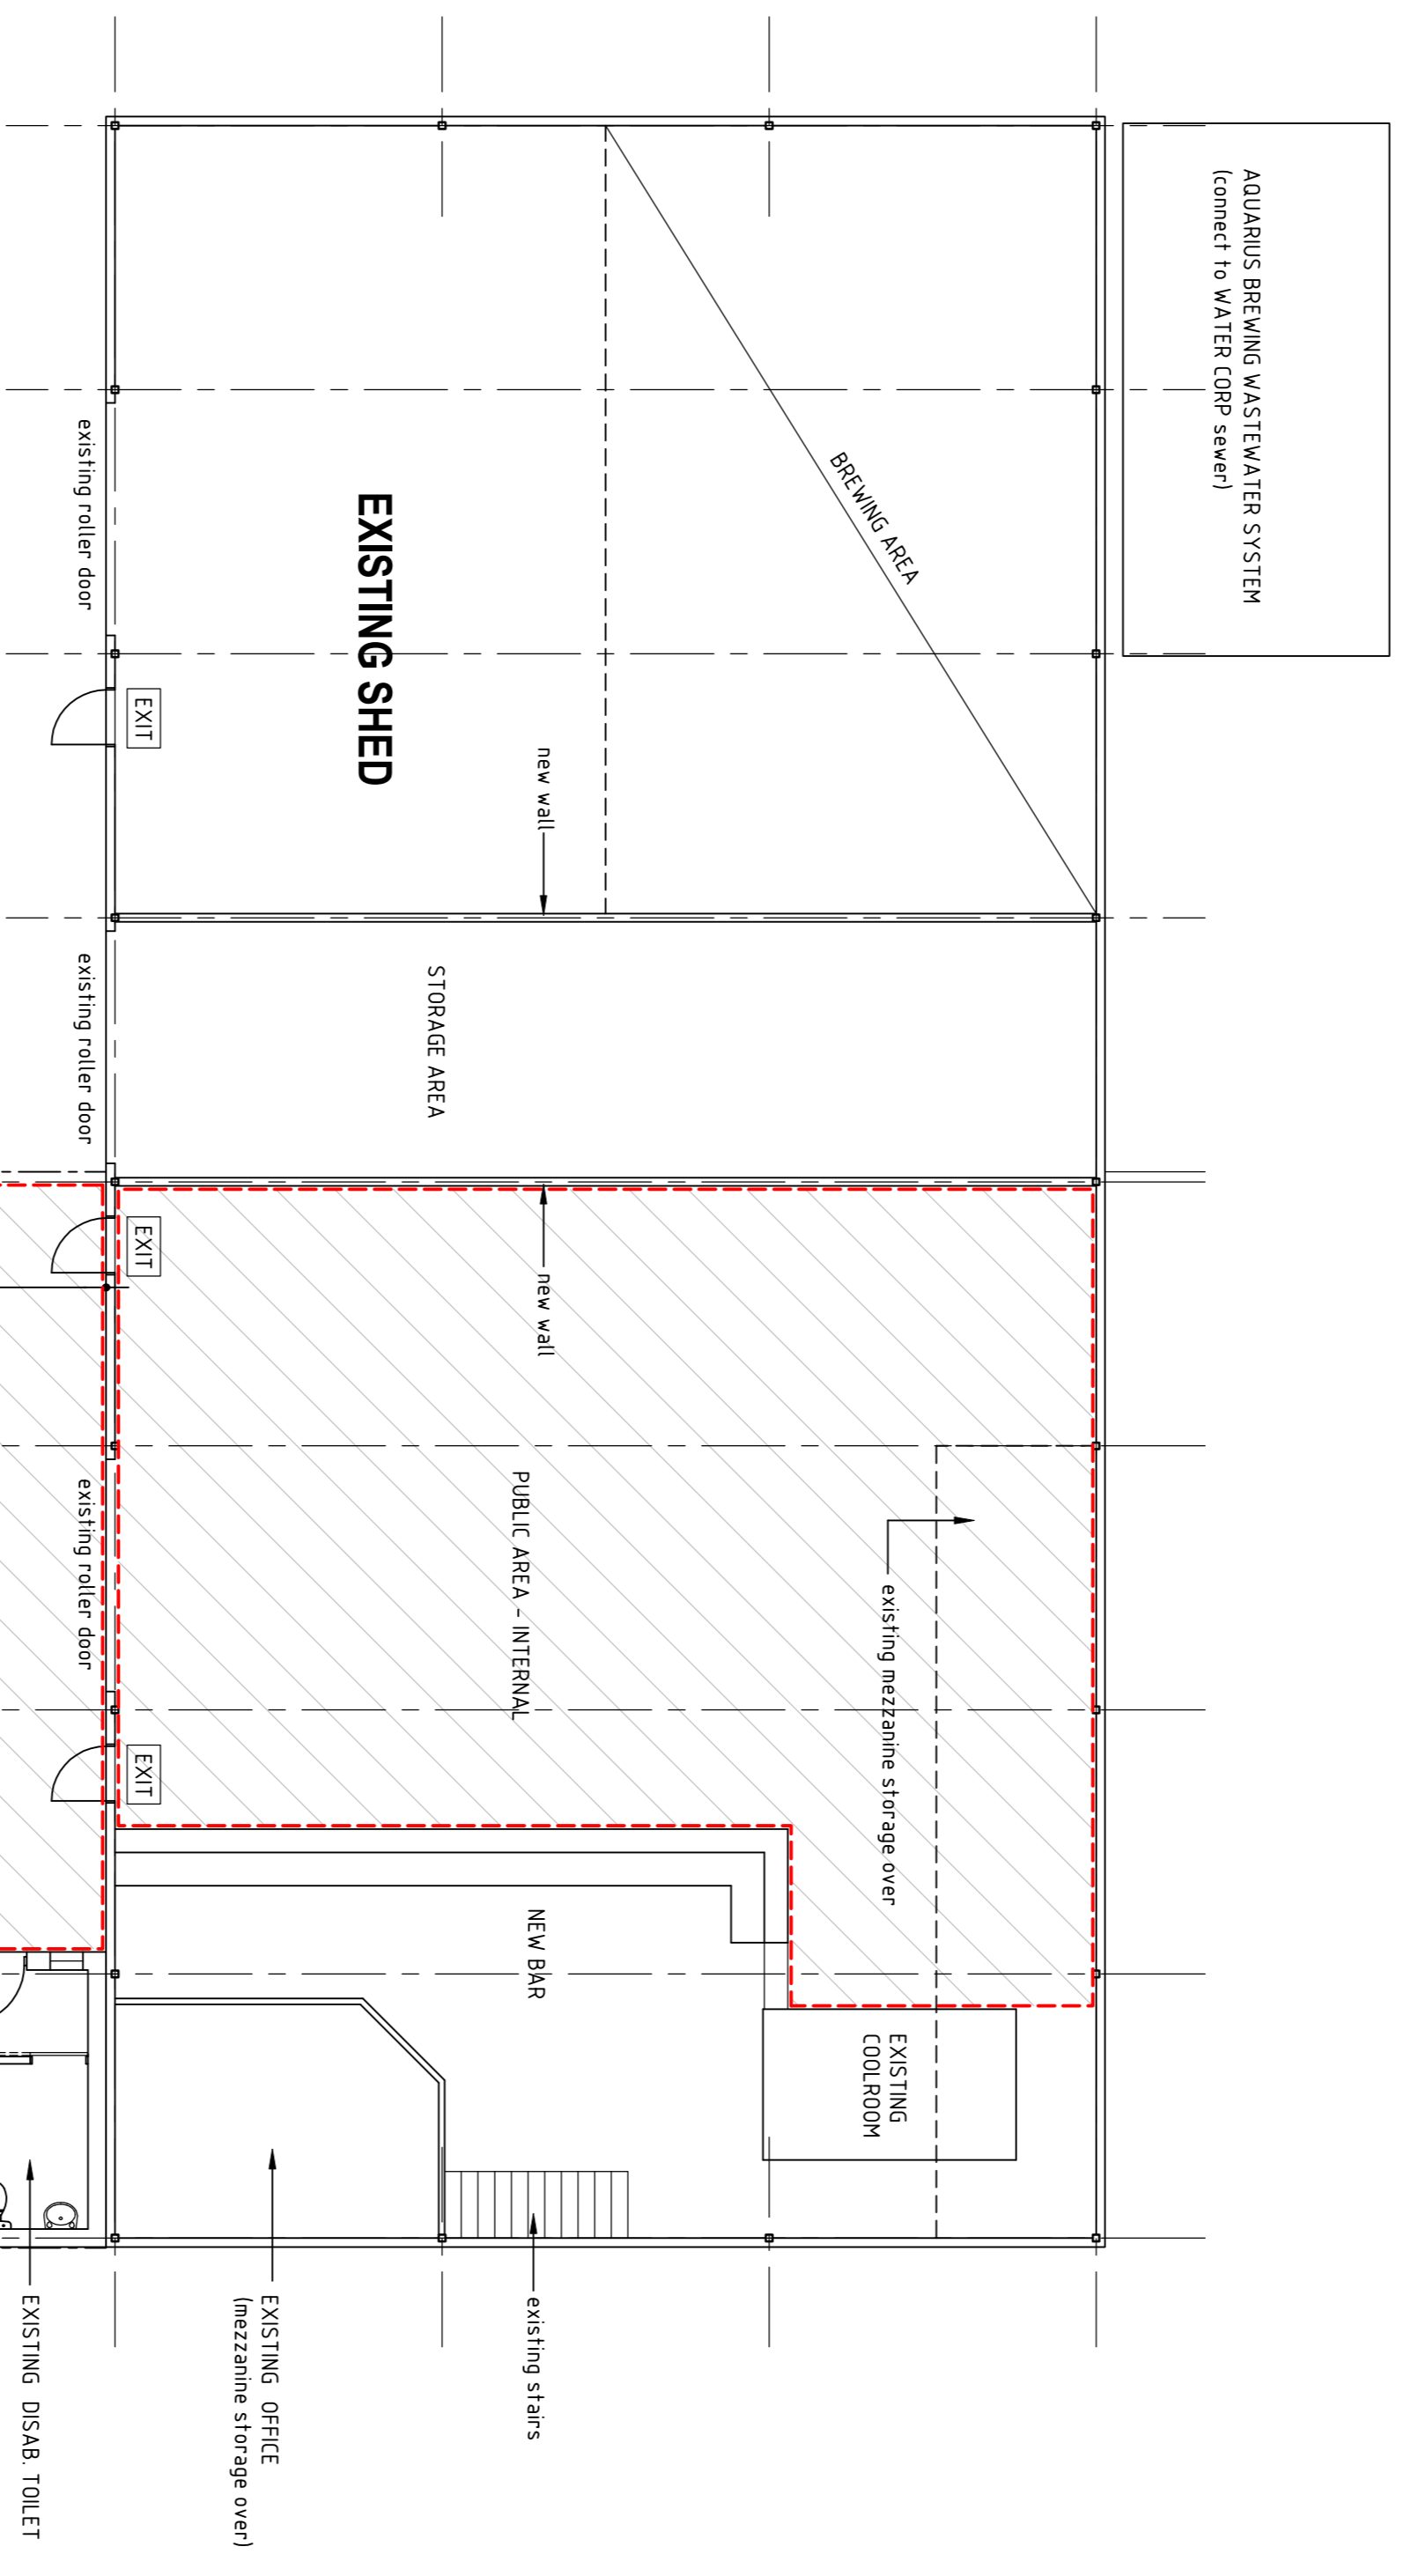 AQUARIUS BREWING WASTEWATER SYSTEM
(connect to WATER CORP sewer)
BREWING AREA
EXISTING SHED
new wall
existing roller door
EXIT
STORAGE AREA
existing roller door
new wall
EXIT
PUBLIC AREA - INTERNAL
existing mezzanine storage over
existing roller door
EXIT
NEW BAR
EXISTING
COOLROOM
existing stairs
EXISTING OFFICE
(mezzanine storage over)
EXISTING DISAB. TOILET